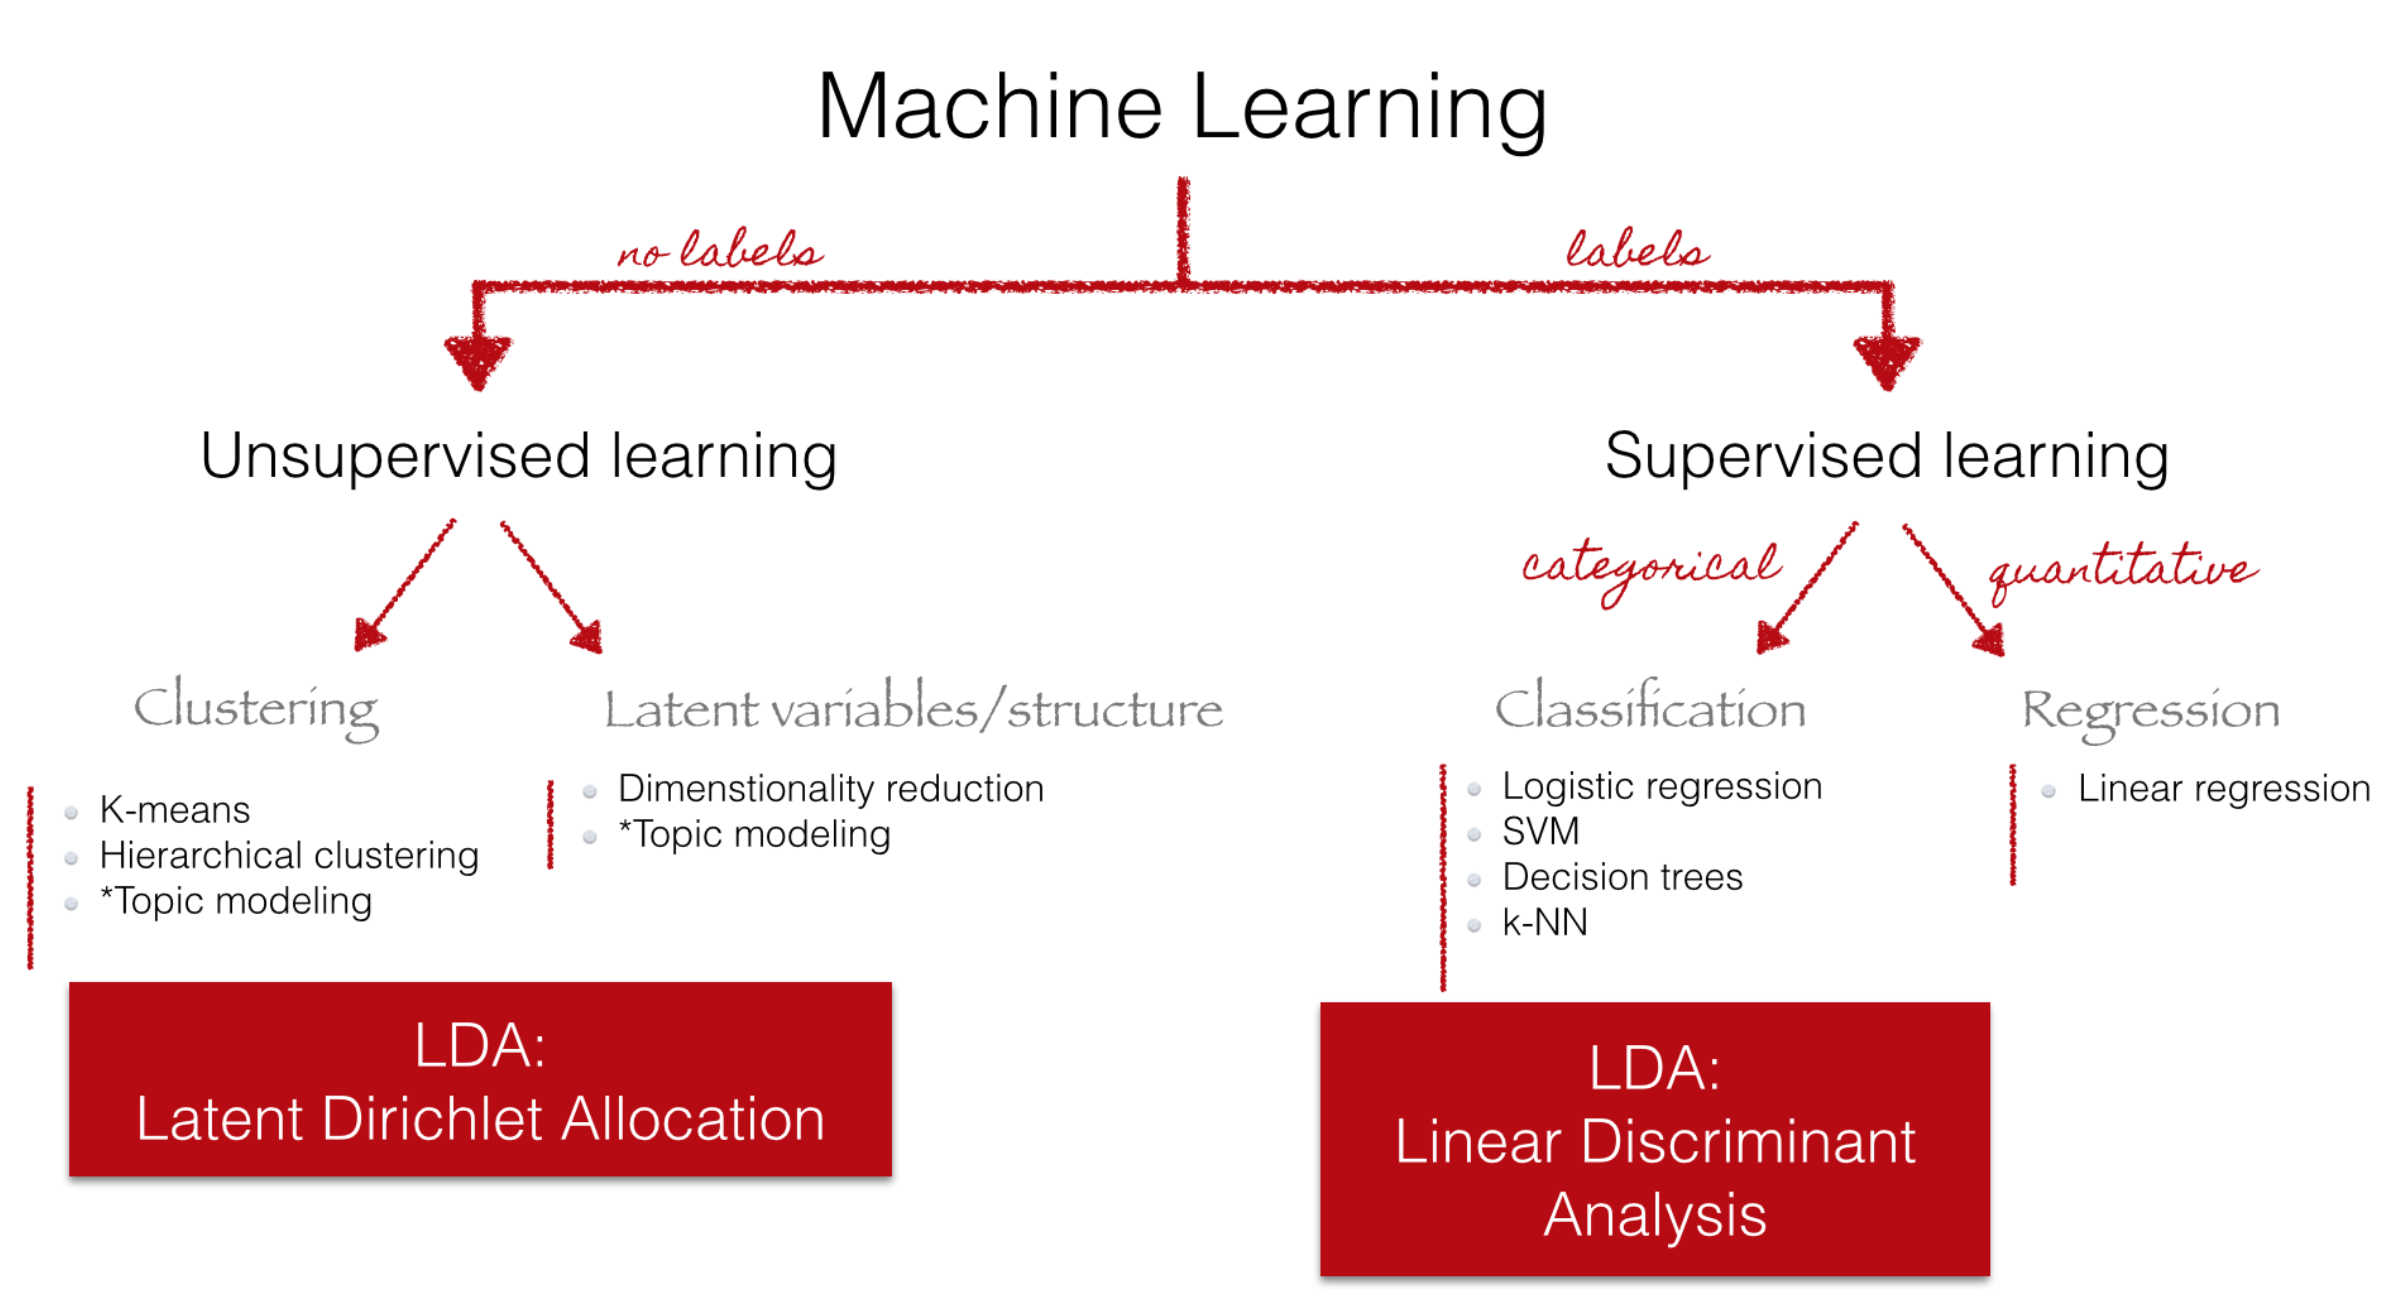 Machine Learning
no labels
labels
Unsupervised learning
Supervised learning
categorical
quantitative
Clustering
Latent variables/structure
Classification
Regression
K-means
Hierarchical clustering
*Topic modeling
Dimenstionality reduction
*Topic modeling
Logistic regression
SVM
Decision trees
k-NN
Linear regression
LDA:
Latent Dirichlet Allocation
LDA:
Linear Discriminant
Analysis